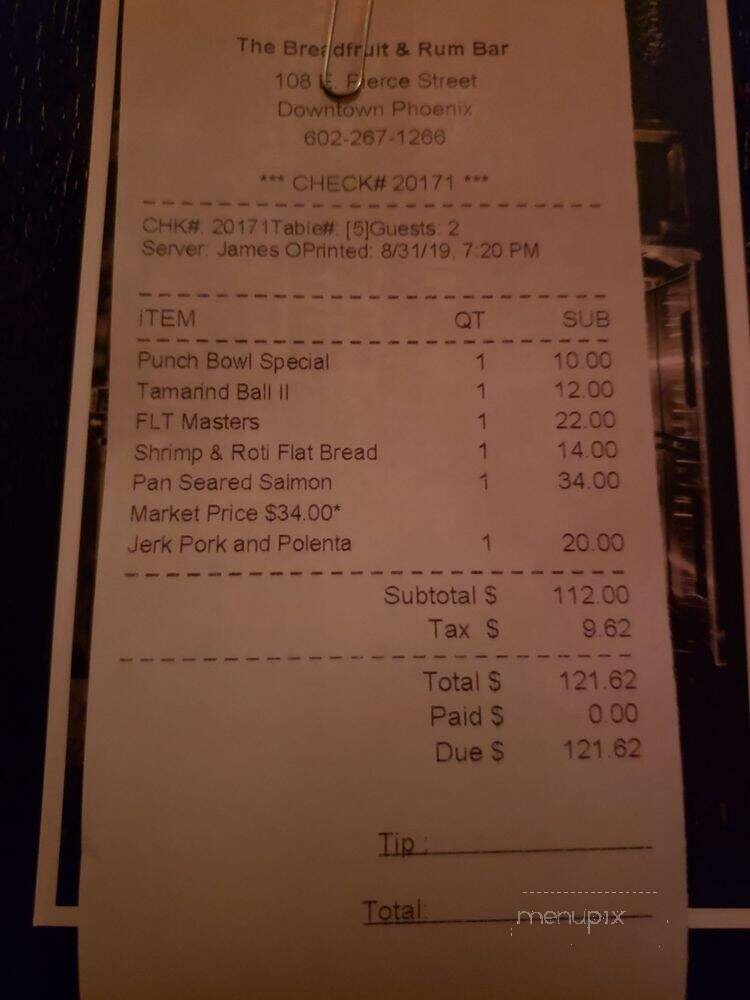 The Breadfruit & Rum Bar
108 E. Pierce Street
Downtown Phoenix
602-267-1266
*** CHECK# 20171 ***
CHK#: 20171Table#: [5]Guests: 2
Server: James OPrinted: 8/31/19, 7:20 PM
ITEM QT SUB
Punch Bowl Special 1 10.00
Tamarind Ball II 1 12.00
FLT Masters 1 22.00
Shrimp & Roti Flat Bread 1 14.00
Pan Seared Salmon 1 34.00
Market Price $34.00*
Jerk Pork and Polenta 1 20.00
Subtotal $ 112.00
Tax $ 9.62
Total $ 121.62
Paid $ 0.00
Due $ 121.62
Tip :
Total:
menupix